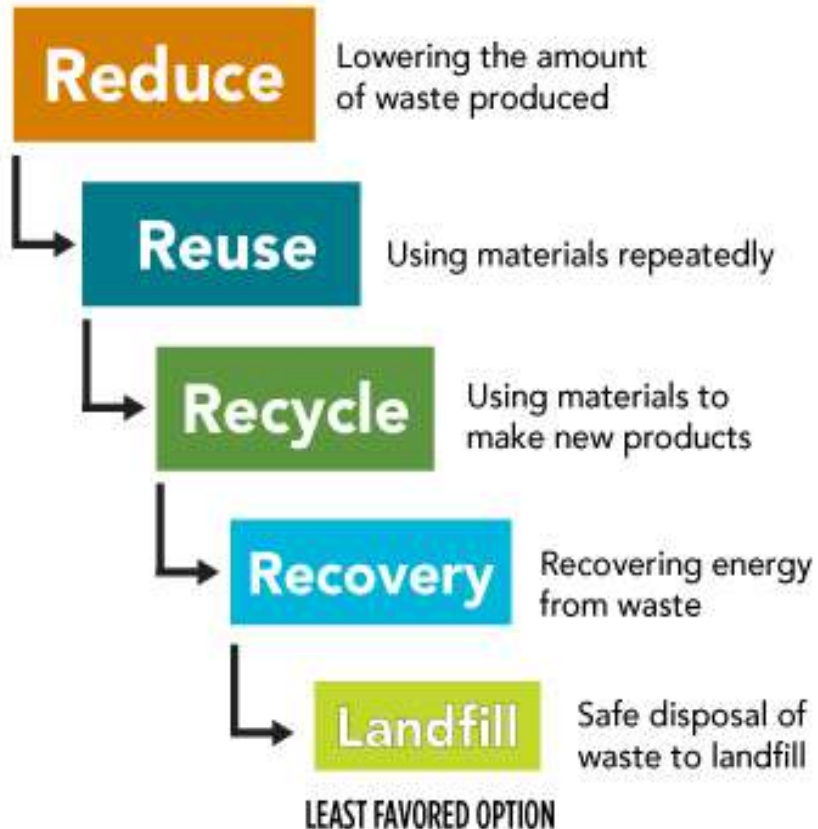 Reduce
Lowering the amount
of waste produced
Reuse
Using materials repeatedly
Recycle
Using materials to
make new products
Recovery
Recovering energy
from waste
Landfill
Safe disposal of
waste to landfill
LEAST FAVORED OPTION